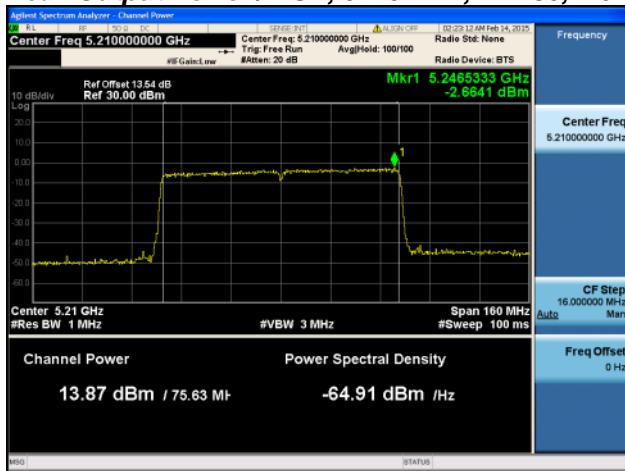 Agilent Spectrum Analyzer - Channel Power
RL RF 50 Ω DC SENSE:INT ALIGN OFF 02:23:12 AM Feb 14, 2015
Center Freq 5.210000000 GHz Center Freq: 5.210000000 GHz Radio Std: None Frequency
Trig: Free Run Avg|Hold: 100/100
#IFGain:Low #Atten: 20 dB Radio Device: BTS
Mkr1 5.2465333 GHz
Ref Offset 13.54 dB
10 dB/div Ref 30.00 dBm -2.6641 dBm
Log
20.0
10.0
0.00
-10.0
-20.0
-30.0
-40.0
-50.0
-60.0
1
Center Freq
5.210000000 GHz
Center 5.21 GHz Span 160 MHz
#Res BW 1 MHz #VBW 3 MHz #Sweep 100 ms
CF Step
16.000000 MHz
Auto Man
Channel Power Power Spectral Density
Freq Offset
0 Hz
13.87 dBm / 75.63 MH -64.91 dBm /Hz
MSG STATUS